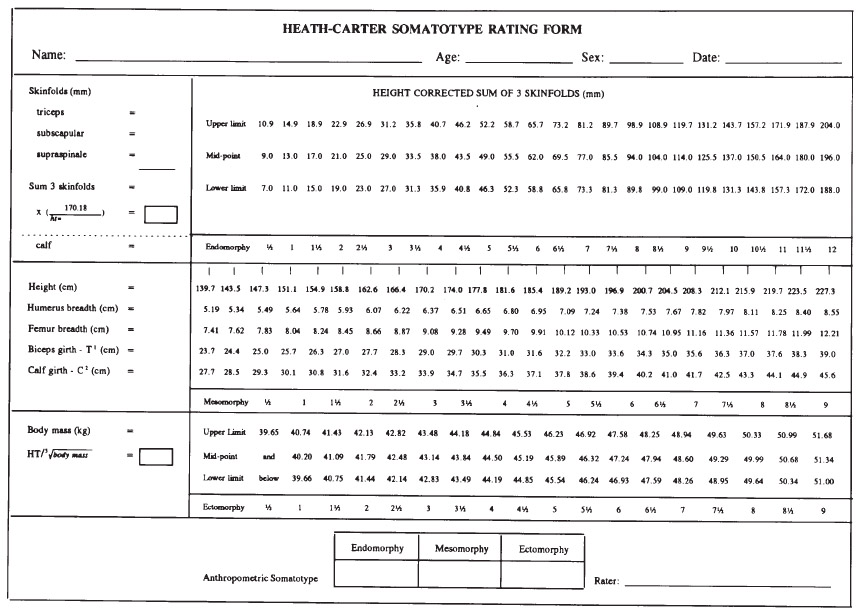 HEATH-CARTER SOMATOTYPE RATING FORM
Name: Age: Sex: Date:
Skinfolds (mm)
HEIGHT CORRECTED SUM OF 3 SKINFOLDS (mm)
triceps =
Upper limit 10.9 14.9 18.9 22.9 26.9 31.2 35.8 40.7 46.2 52.2 58.7 65.7 73.2 81.2 89.7 98.9 108.9 119.7 131.2 143.7 157.2 171.9 187.9 204.0
subscapular =
supraspinale =
Mid-point 9.0 13.0 17.0 21.0 25.0 29.0 33.5 38.0 43.5 49.0 55.5 62.0 69.5 77.0 85.5 94.0 104.0 114.0 125.5 137.0 150.5 164.0 180.0 196.0
Sum 3 skinfolds =
Lower limit 7.0 11.0 15.0 19.0 23.0 27.0 31.3 35.9 40.8 46.3 52.3 58.8 65.8 73.3 81.3 89.8 99.0 109.0 119.8 131.3 143.8 157.3 172.0 188.0
x ( 170.18 / ht= ) =
calf =
Endomorphy ½ 1 1½ 2 2½ 3 3½ 4 4½ 5 5½ 6 6½ 7 7½ 8 8½ 9 9½ 10 10½ 11 11½ 12
Height (cm) = 139.7 143.5 147.3 151.1 154.9 158.8 162.6 166.4 170.2 174.0 177.8 181.6 185.4 189.2 193.0 196.9 200.7 204.5 208.3 212.1 215.9 219.7 223.5 227.3
Humerus breadth (cm) = 5.19 5.34 5.49 5.64 5.78 5.93 6.07 6.22 6.37 6.51 6.65 6.80 6.95 7.09 7.24 7.38 7.53 7.67 7.82 7.97 8.11 8.25 8.40 8.55
Femur breadth (cm) = 7.41 7.62 7.83 8.04 8.24 8.45 8.66 8.87 9.08 9.28 9.49 9.70 9.91 10.12 10.33 10.53 10.74 10.95 11.16 11.36 11.57 11.78 11.99 12.21
Biceps girth - T¹ (cm) = 23.7 24.4 25.0 25.7 26.3 27.0 27.7 28.3 29.0 29.7 30.3 31.0 31.6 32.2 33.0 33.6 34.3 35.0 35.6 36.3 37.0 37.6 38.3 39.0
Calf girth - C² (cm) = 27.7 28.5 29.3 30.1 30.8 31.6 32.4 33.2 33.9 34.7 35.5 36.3 37.1 37.8 38.6 39.4 40.2 41.0 41.7 42.5 43.3 44.1 44.9 45.6
Mesomorphy ½ 1 1½ 2 2½ 3 3½ 4 4½ 5 5½ 6 6½ 7 7½ 8 8½ 9
Body mass (kg) =
Upper Limit 39.65 40.74 41.43 42.13 42.82 43.48 44.18 44.84 45.53 46.23 46.92 47.58 48.25 48.94 49.63 50.33 50.99 51.68
HT/³√body mass =
Mid-point and 40.20 41.09 41.79 42.48 43.14 43.84 44.50 45.19 45.89 46.32 47.24 47.94 48.60 49.29 49.99 50.68 51.34
Lower limit below 39.66 40.75 41.44 42.14 42.83 43.49 44.19 44.85 45.54 46.24 46.93 47.59 48.26 48.95 49.64 50.34 51.00
Ectomorphy ½ 1 1½ 2 2½ 3 3½ 4 4½ 5 5½ 6 6½ 7 7½ 8 8½ 9
Endomorphy Mesomorphy Ectomorphy
Anthropometric Somatotype
Rater: